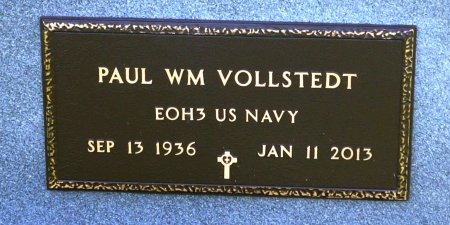 PAUL WM VOLLSTEDT
EOH3 US NAVY
SEP 13 1936 JAN 11 2013